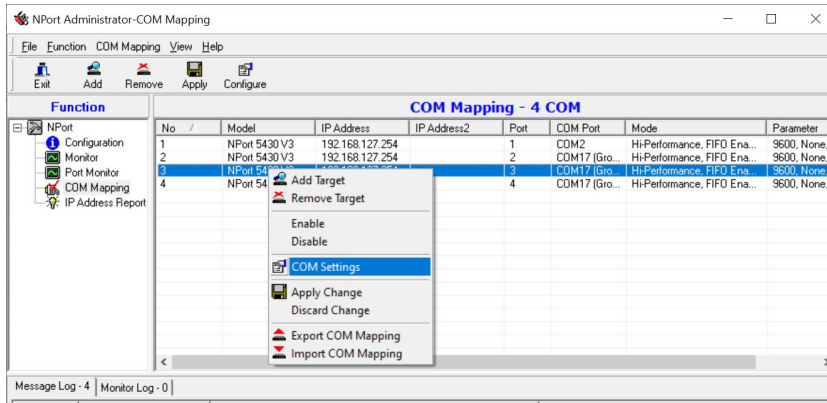 NPort Administrator-COM Mapping
File Function COM Mapping View Help
Exit Add Remove Apply Configure
Function
COM Mapping - 4 COM
NPort
Configuration
Monitor
Port Monitor
COM Mapping
IP Address Report
No / Model IP Address IP Address2 Port COM Port Mode Parameter
1 NPort 5430 V3 192.168.127.254 1 COM2 Hi-Performance, FIFO Ena... 9600, None,
2 NPort 5430 V3 192.168.127.254 2 COM17 (Gro... Hi-Performance, FIFO Ena... 9600, None,
3 3 COM17 (Gro... Hi-Performance, FIFO Ena... 9600, None,
4 NPort 54 4 COM17 (Gro... Hi-Performance, FIFO Ena... 9600, None,
Add Target
Remove Target
Enable
Disable
COM Settings
Apply Change
Discard Change
Export COM Mapping
Import COM Mapping
Message Log - 4 Monitor Log - 0